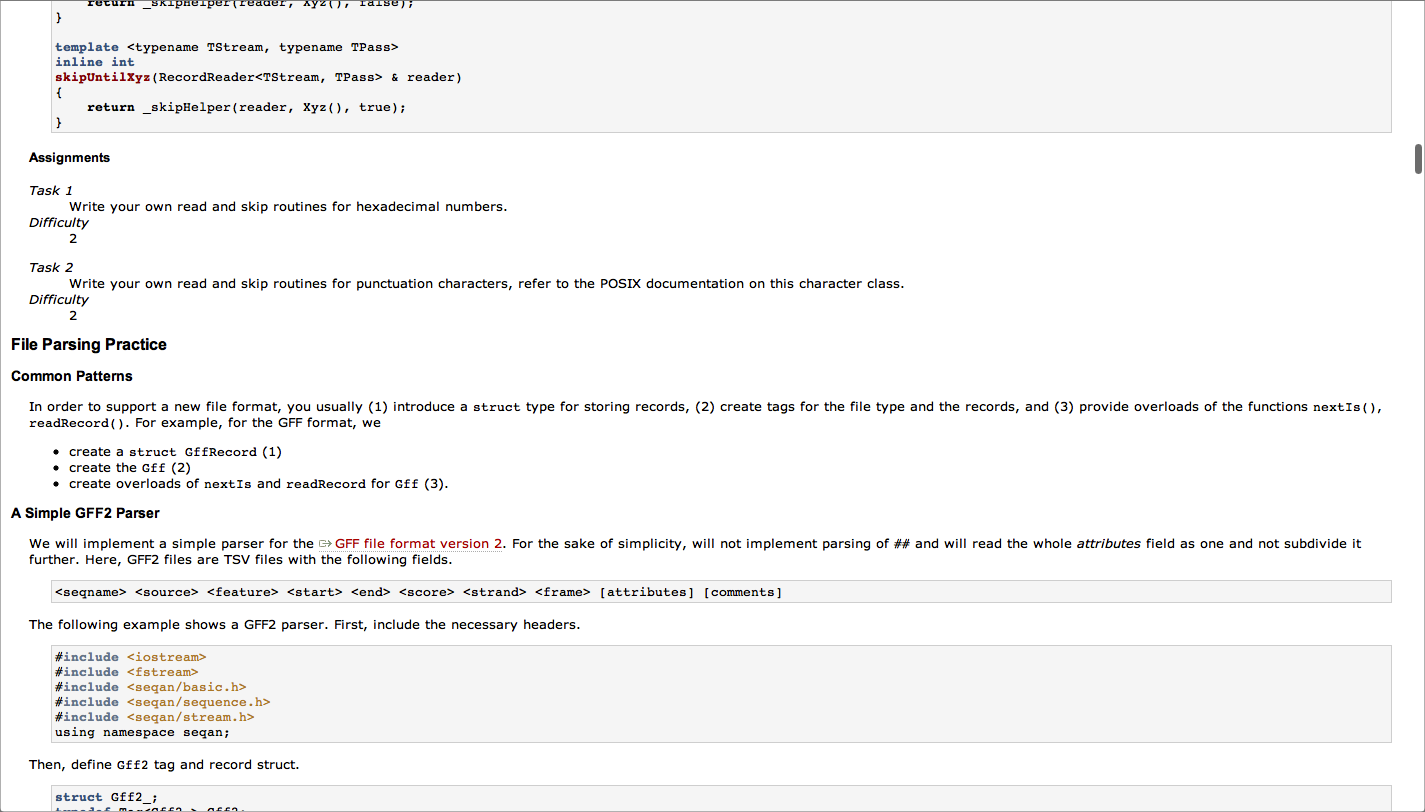 return _skipHelper(reader, Xyz(), false);
}
template <typename TStream, typename TPass>
inline int
skipUntilXyz(RecordReader<TStream, TPass> & reader)
{
    return _skipHelper(reader, Xyz(), true);
}
Assignments
Task 1
Write your own read and skip routines for hexadecimal numbers.
Difficulty
2
Task 2
Write your own read and skip routines for punctuation characters, refer to the POSIX documentation on this character class.
Difficulty
2
File Parsing Practice
Common Patterns
In order to support a new file format, you usually (1) introduce a struct type for storing records, (2) create tags for the file type and the records, and (3) provide overloads of the functions nextIs(),
readRecord(). For example, for the GFF format, we
• create a struct GffRecord (1)
• create the Gff (2)
• create overloads of nextIs and readRecord for Gff (3).
A Simple GFF2 Parser
We will implement a simple parser for the GFF file format version 2. For the sake of simplicity, will not implement parsing of ## and will read the whole attributes field as one and not subdivide it
further. Here, GFF2 files are TSV files with the following fields.
<seqname> <source> <feature> <start> <end> <score> <strand> <frame> [attributes] [comments]
The following example shows a GFF2 parser. First, include the necessary headers.
#include <iostream>
#include <fstream>
#include <seqan/basic.h>
#include <seqan/sequence.h>
#include <seqan/stream.h>
using namespace seqan;
Then, define Gff2 tag and record struct.
struct Gff2_;
typedef Tag<Gff2_> Gff2;